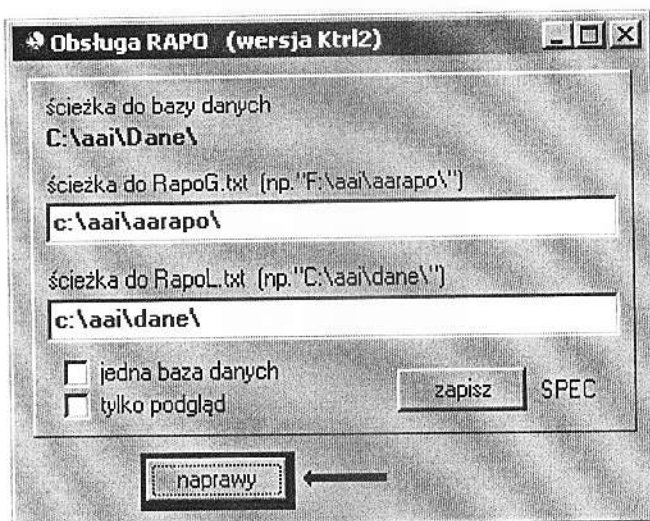 Obsługa RAPO (wersja Ktrl2)
ścieżka do bazy danych
C:\aai\Dane\
ścieżka do RapoG.txt (np."F:\aai\aarapo\")
c:\aai\aarapo\
ścieżka do RapoL.txt (np."C:\aai\dane\")
c:\aai\dane\
jedna baza danych
tylko podgląd
zapisz SPEC
naprawy